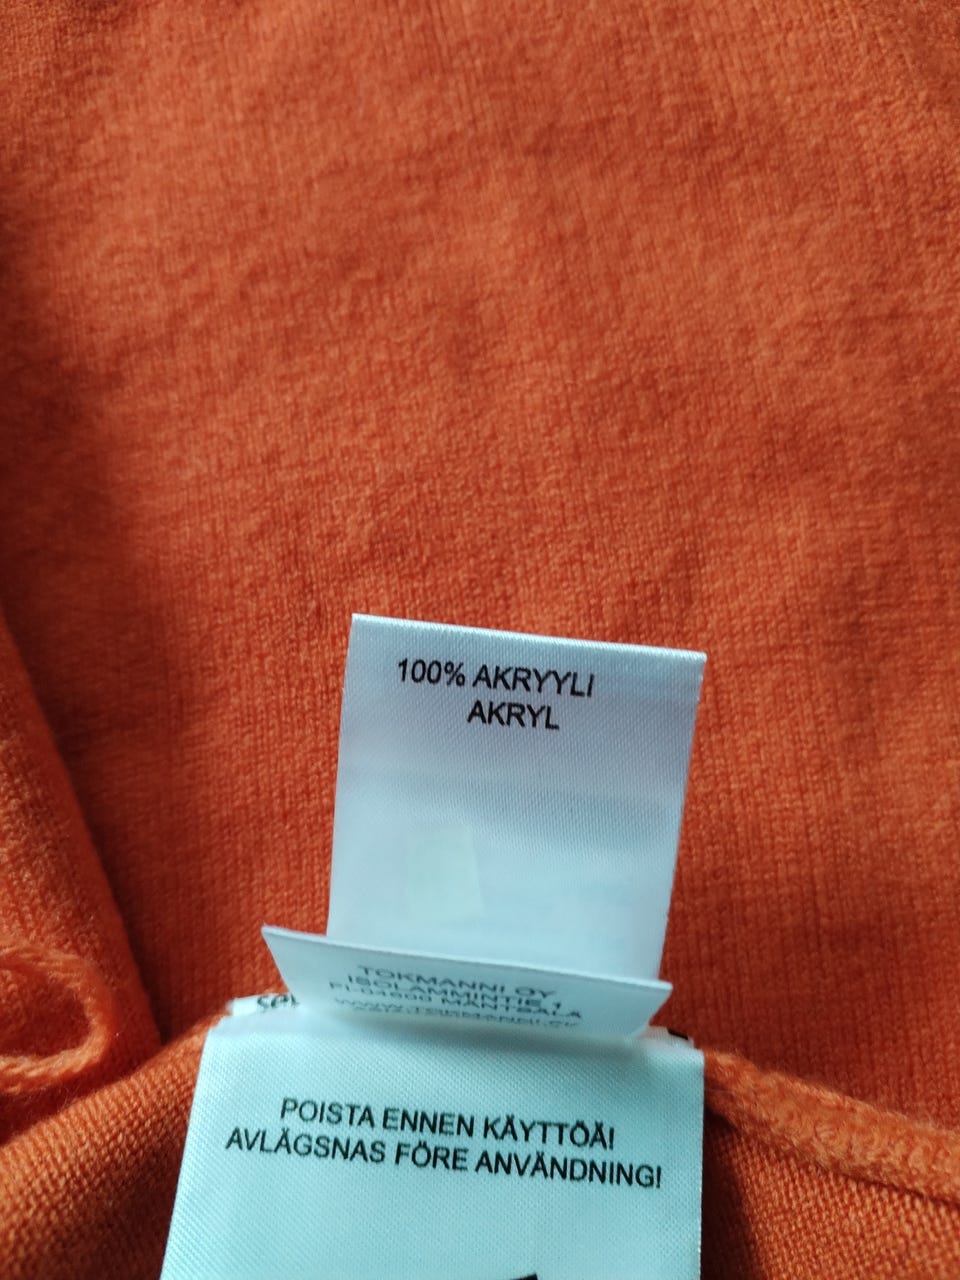 100% AKRYYLI
AKRYL
TOKMANNI OY
ISOLAMMINTIE 1
FI-04600 MÄNTSÄLÄ
POISTA ENNEN KÄYTTÖÄ!
AVLÄGSNAS FÖRE ANVÄNDNING!